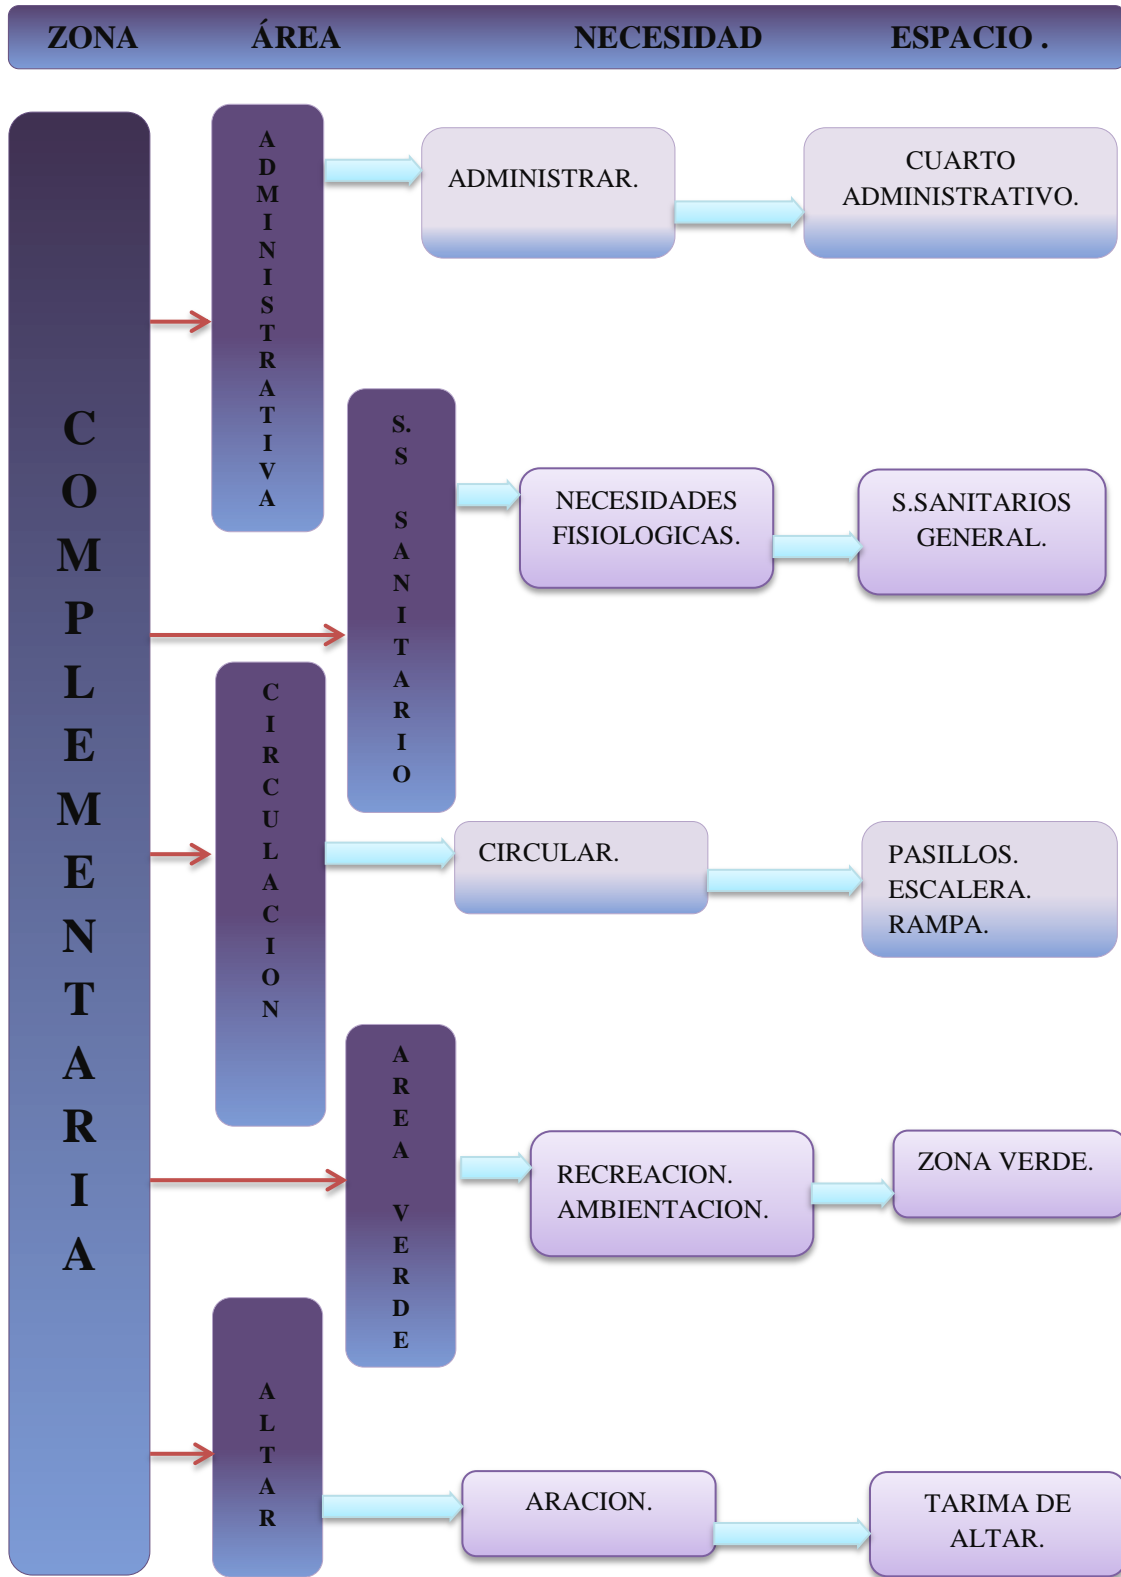 ZONA ÁREA NECESIDAD ESPACIO .
COMPLEMENTARIA
ADMINISTRATIVA
ADMINISTRAR.
CUARTO
ADMINISTRATIVO.
S.S SANITARIO
NECESIDADES
FISIOLOGICAS.
S.SANITARIOS
GENERAL.
CIRCULACION
CIRCULAR.
PASILLOS.
ESCALERA.
RAMPA.
AREA VERDE
RECREACION.
AMBIENTACION.
ZONA VERDE.
ALTAR
ARACION.
TARIMA DE
ALTAR.